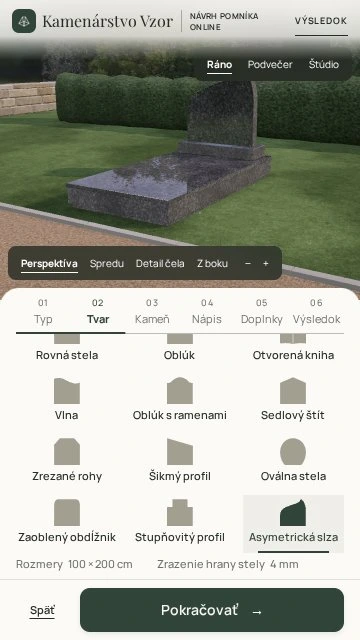 Kamenárstvo Vzor
NÁVRH POMNÍKA
ONLINE
VÝSLEDOK
Ráno Podvečer Štúdio
Perspektíva Spredu Detail čela Z boku − +
01 02 03 04 05 06
Typ Tvar Kameň Nápis Doplnky Výsledok
Rovná stela Oblúk Otvorená kniha
Vlna Oblúk s ramenami Sedlový štít
Zrezané rohy Šikmý profil Oválna stela
Zaoblený obdĺžnik Stupňovitý profil Asymetrická slza
Rozmery 100 × 200 cm Zrazenie hrany stely 4 mm
Späť Pokračovať →